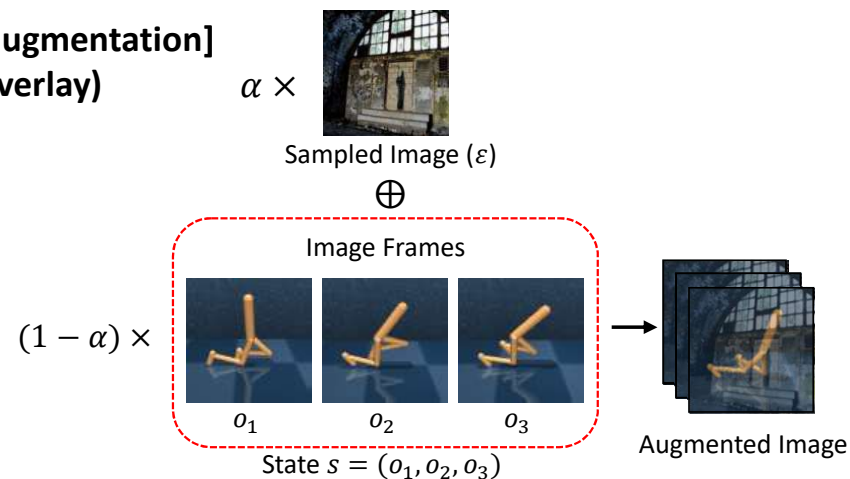 ugmentation]
verlay)
α ×
Sampled Image (ε)
⊕
Image Frames
(1 − α) ×
o₁ o₂ o₃
State s = (o₁, o₂, o₃)
Augmented Image